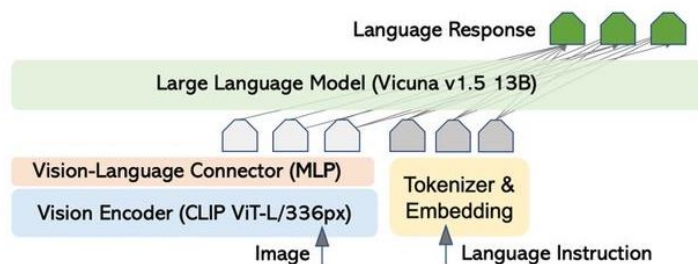 Language Response
Large Language Model (Vicuna v1.5 13B)
Vision-Language Connector (MLP)
Tokenizer &
Embedding
Vision Encoder (CLIP ViT-L/336px)
Image
Language Instruction